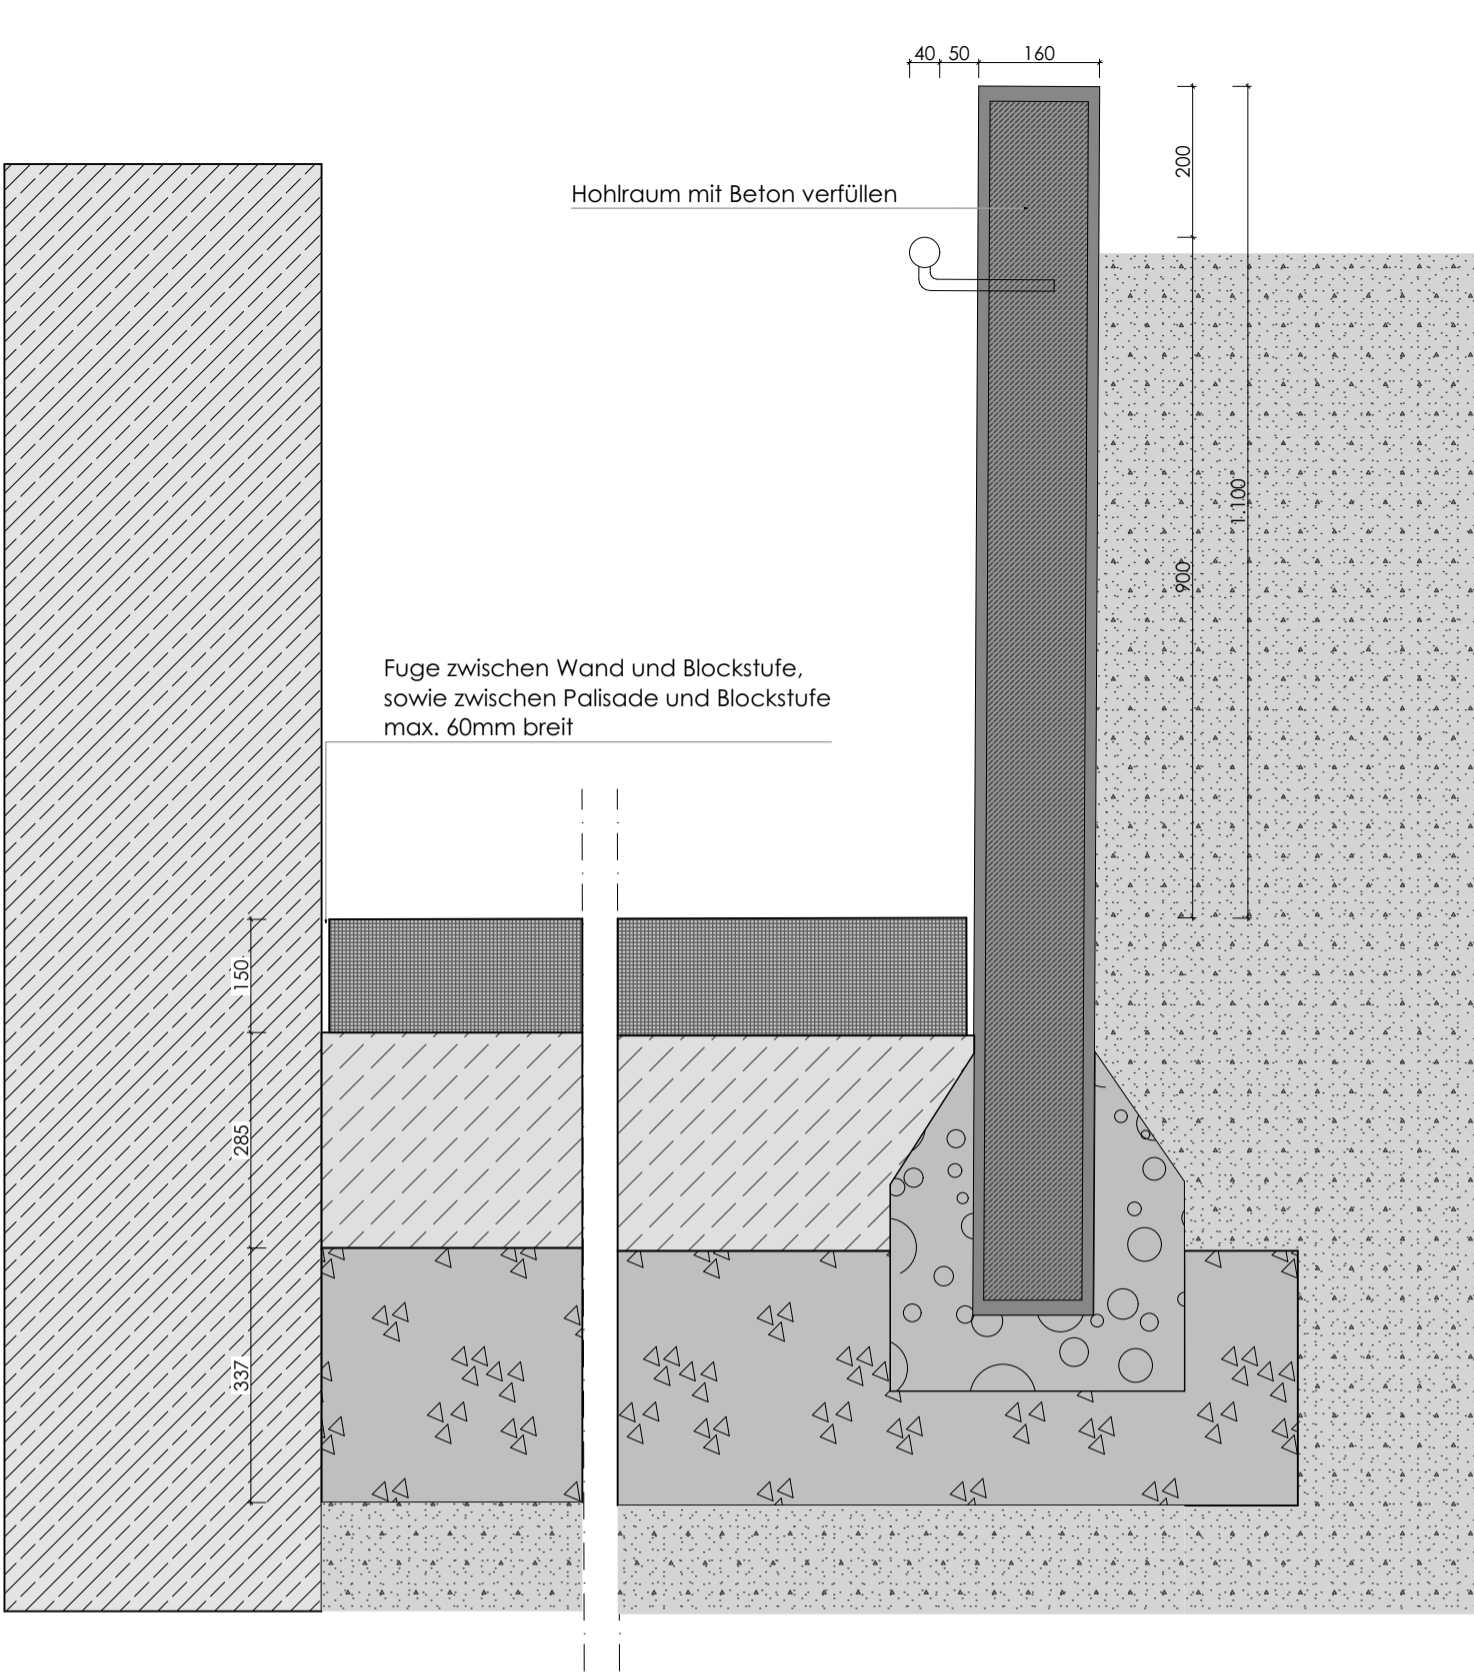 40 50 160
200
Hohlraum mit Beton verfüllen
1.100
900
Fuge zwischen Wand und Blockstufe,
sowie zwischen Palisade und Blockstufe
max. 60mm breit
150
285
337